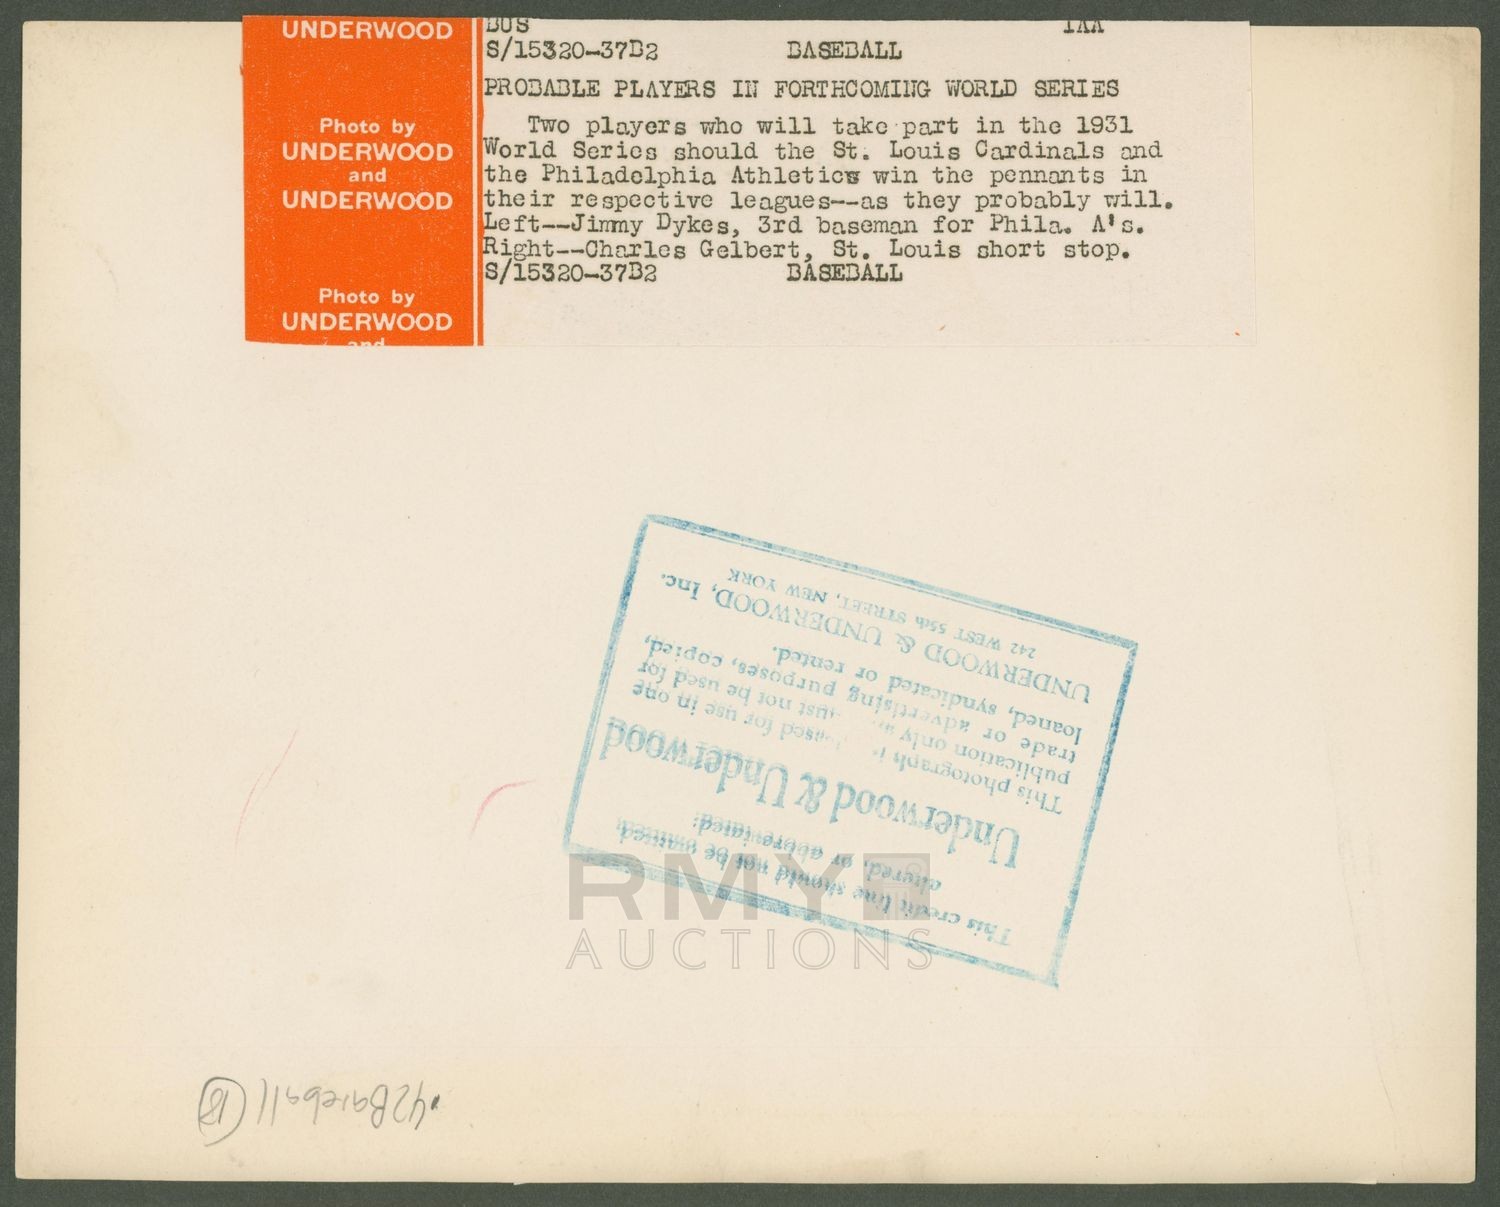 UNDERWOOD
Photo by
UNDERWOOD
and
UNDERWOOD
Photo by
UNDERWOOD
and
BUS
S/15320-37B2 BASEBALL
PROBABLE PLAYERS IN FORTHCOMING WORLD SERIES
Two players who will take part in the 1931
World Series should the St. Louis Cardinals and
the Philadelphia Athletics win the pennants in
their respective leagues--as they probably will.
Left--Jimmy Dykes, 3rd baseman for Phila. A's.
Right--Charles Gelbert, St. Louis short stop.
S/15320-37B2 BASEBALL
This credit line should not be omitted,
altered, or abbreviated:
Underwood & Underwood
This photograph is for use in one
publication only not be used for
trade or advertising purposes, copied,
loaned, syndicated or rented.
UNDERWOOD & UNDERWOOD, Inc.
242 WEST 55th STREET, NEW YORK
RMY
AUCTIONS
42 Baseball 18